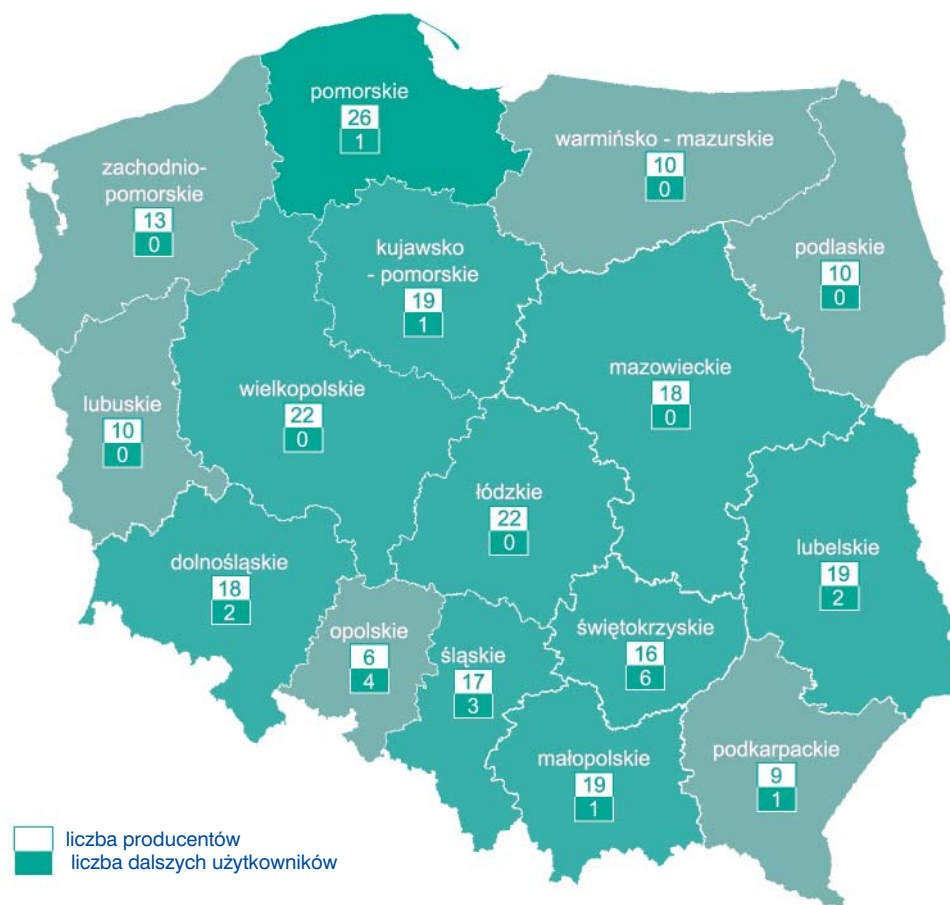 pomorskie
26
1
warmińsko - mazurskie
10
0
zachodnio-
pomorskie
13
0
podlaskie
10
0
kujawsko
- pomorskie
19
1
mazowieckie
18
0
wielkopolskie
22
0
lubuskie
10
0
łódzkie
22
0
lubelskie
19
2
dolnośląskie
18
2
opolskie
6
4
śląskie
17
3
świętokrzyskie
16
6
małopolskie
19
1
podkarpackie
9
1
liczba producentów
liczba dalszych użytkowników